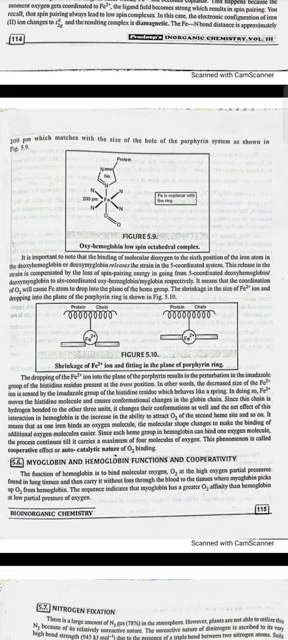 moment oxygen gets coordinated to Fe²⁺, the ligand field becomes strong which results in spin pairing. You
recall, that spin pairing always lead to low spin complexes. In this case, the electronic configuration of iron
(II) ion changes to and the resulting complex is diamagnetic. The Fe—N bond distance is approximately
114
Pradeep's INORGANIC CHEMISTRY VOL. III
Scanned with CamScanner
200 pm which matches with the size of the hole of the porphyrin system as shown in
Fig. 5.9.
Protein
N
N
N
200 pm
Fe
N
N
Fe is coplanar with
the ring
O
O
FIGURE 5.9.
Oxy-hemoglobin low spin octahedral complex.
It is important to note that the binding of molecular dioxygen to the sixth position of the iron atom in
the deoxyhemoglobin or deoxymyoglobin releases the strain in the 5-coordinated system. This release in the
strain is compensated by the loss of spin-pairing energy in going from 5-coordinated deoxyhemoglobin/
deoxymyoglobin to six-coordinated oxy-hemoglobin/myoglobin respectively. It means that the coordination
of O₂ will cause Fe atom to drop into the plane of the heme group. The shrinkage in the size of Fe²⁺ ion and
dropping into the plane of porphyrin ring is shown in Fig. 5.10.
Protein Chain
Protein Chain
Fe²⁺
Fe²⁺
FIGURE 5.10.
Shrinkage of Fe²⁺ ion and fitting in the plane of porphyrin ring.
The dropping of the Fe²⁺ ion into the plane of the porphyrin results in the perturbation in the imadazole
group of the histidine residue present at the trans position. In other words, the decreased size of the Fe²⁺
ion is sensed by the imadazole group of the histidine residue which behaves like a spring. In doing so, Fe²⁺
moves the histidine molecule and causes conformational changes in the globin chain. Since this chain is
hydrogen bonded to the other three units, it changes their conformations as well and the net effect of this
interaction in hemoglobin is the increase in the ability to attract O₂ of the second heme site and so on. It
means that as one iron binds an oxygen molecule, the molecular shape changes to make the binding of
additional oxygen molecules easier. Since each heme group in hemoglobin can bind one oxygen molecule,
the process continues till it carries a maximum of four molecules of oxygen. This phenomenon is called
cooperative effect or auto- catalytic nature of O₂ binding.
5.6. MYOGLOBIN AND HEMOGLOBIN FUNCTIONS AND COOPERATIVITY
The function of hemoglobin is to bind molecular oxygen, O₂ at the high oxygen partial pressures
found in lung tissues and then carry it without loss through the blood to the tissues where myoglobin picks
up O₂ from hemoglobin. The sequence indicates that myoglobin has a greater O₂ affinity than hemoglobin
at low partial pressure of oxygen.
BIOINORGANIC CHEMISTRY
115
Scanned with CamScanner
5.7. NITROGEN FIXATION
There is a large amount of N₂ gas (78%) in the atmosphere. However, plants are not able to utilize this
N₂ because of its relatively unreactive nature. The unreactive nature of dinitrogen is ascribed to its very
high bond strength (945 kJ mol⁻¹) due to the presence of a triple bond between two nitrogen atoms.